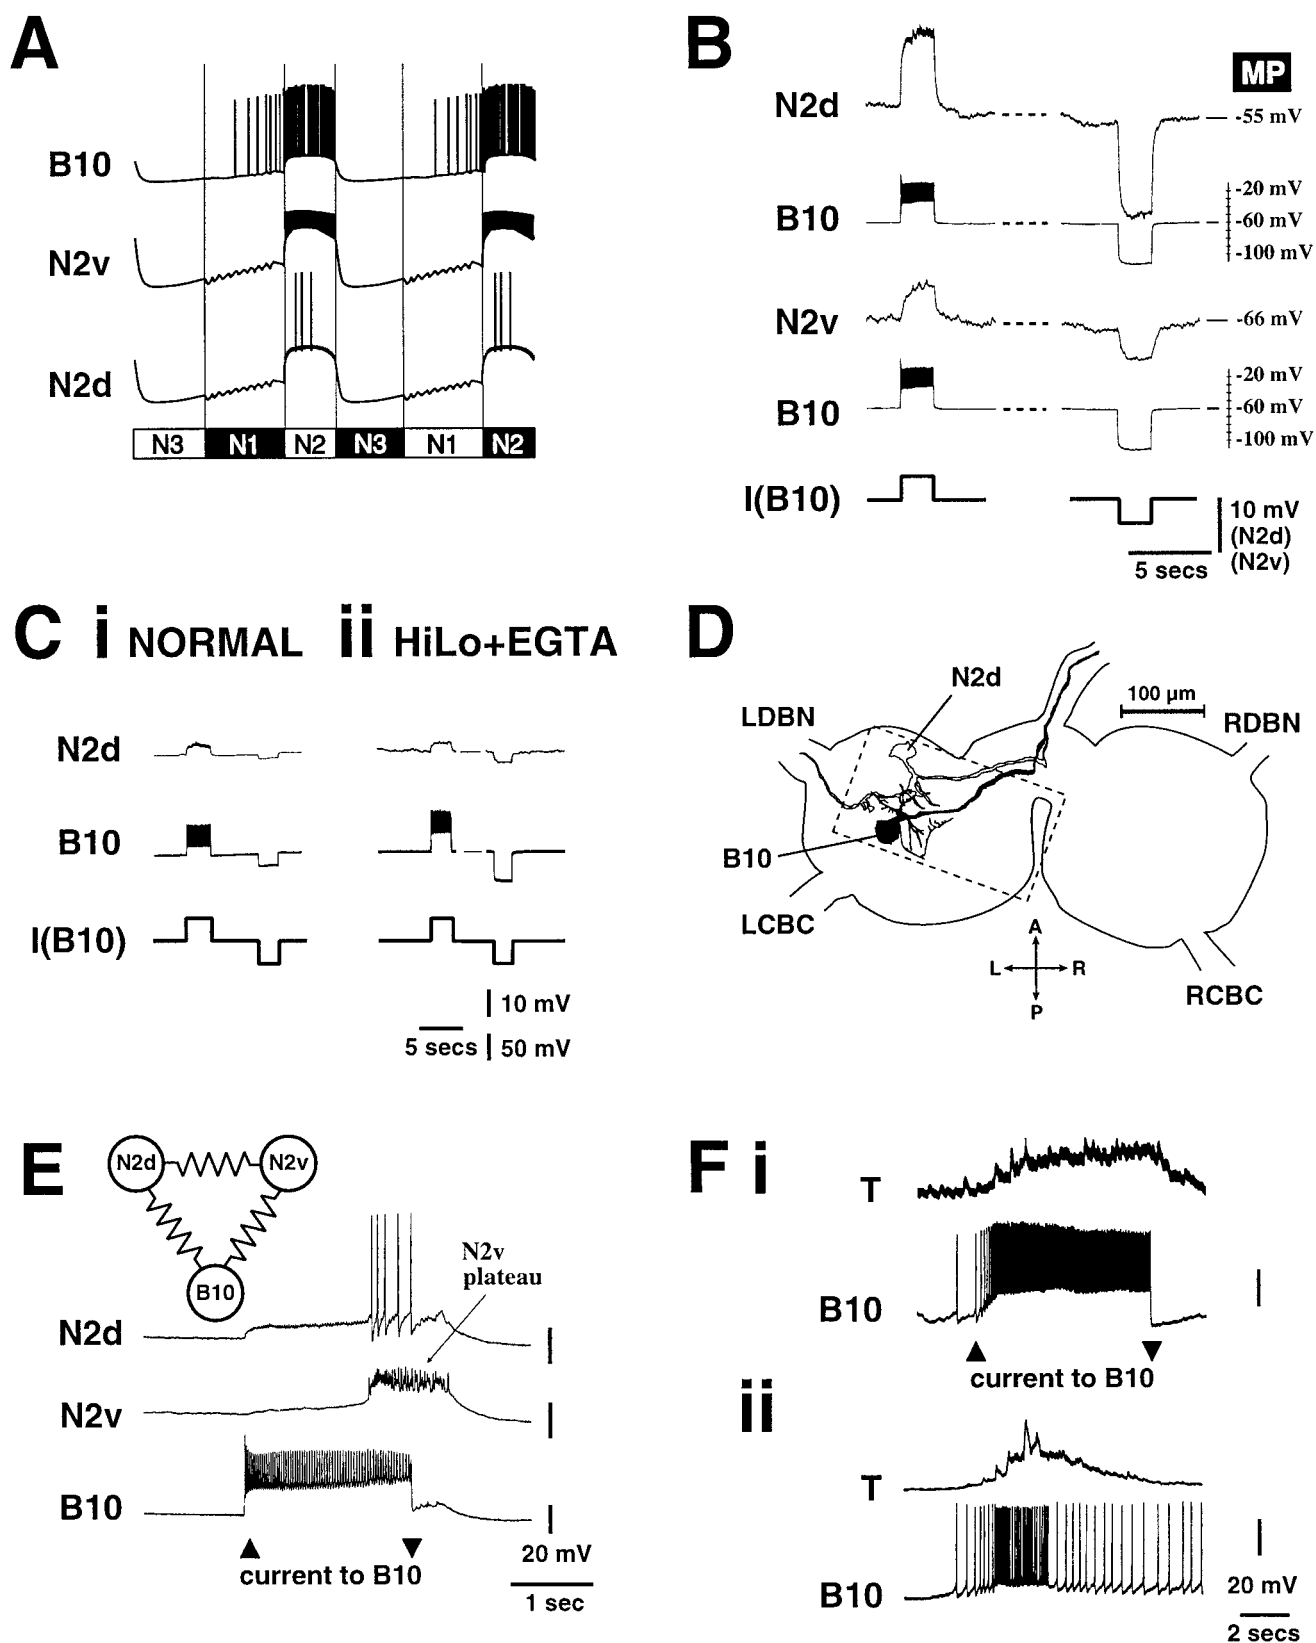 A
B10
N2v
N2d
N3 N1 N2 N3 N1 N2
B
MP
N2d
-55 mV
B10
-20 mV
-60 mV
-100 mV
N2v
-66 mV
B10
-20 mV
-60 mV
-100 mV
I(B10)
10 mV
(N2d)
(N2v)
5 secs
C i NORMAL ii HiLo+EGTA
N2d
B10
I(B10)
10 mV
5 secs 50 mV
D
N2d
100 µm
LDBN
RDBN
B10
LCBC
A
L R
P
RCBC
E
N2d N2v
B10
N2v
plateau
N2d
N2v
B10
20 mV
current to B10
1 sec
F i
T
B10
current to B10
ii
T
B10
20 mV
2 secs